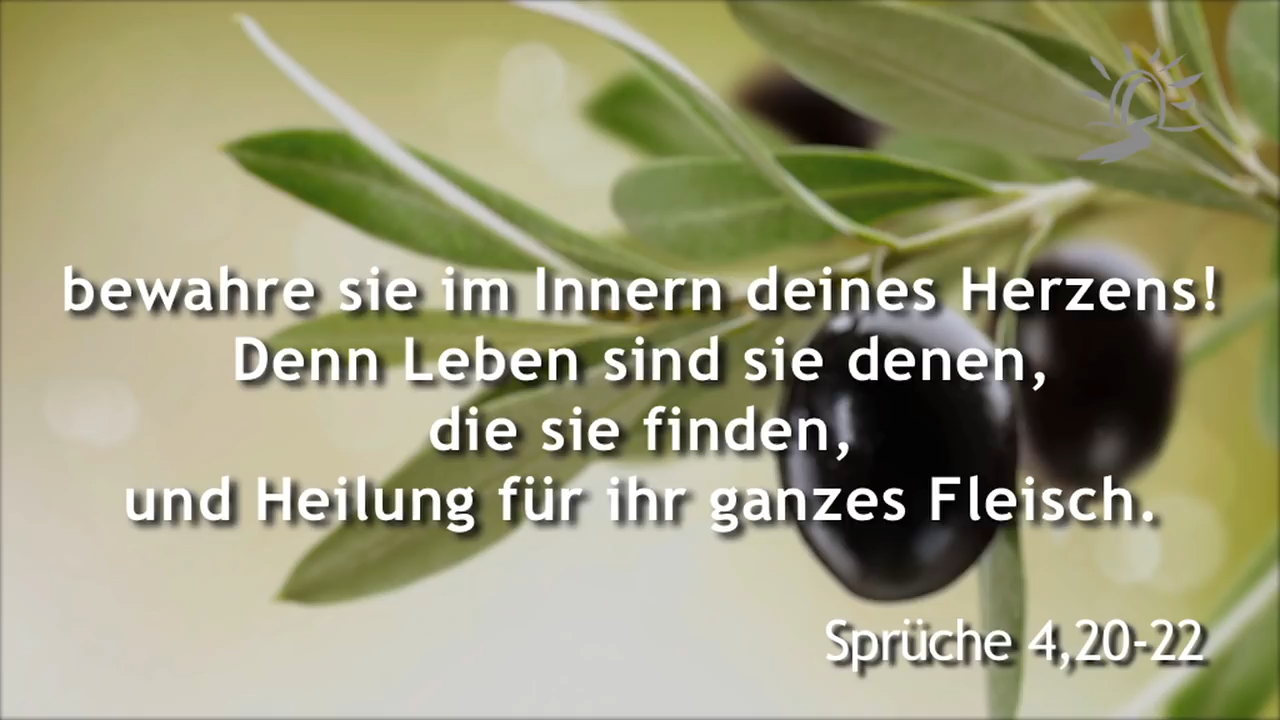 bewahre sie im Innern deines Herzens!
Denn Leben sind sie denen,
die sie finden,
und Heilung für ihr ganzes Fleisch.
Sprüche 4,20-22